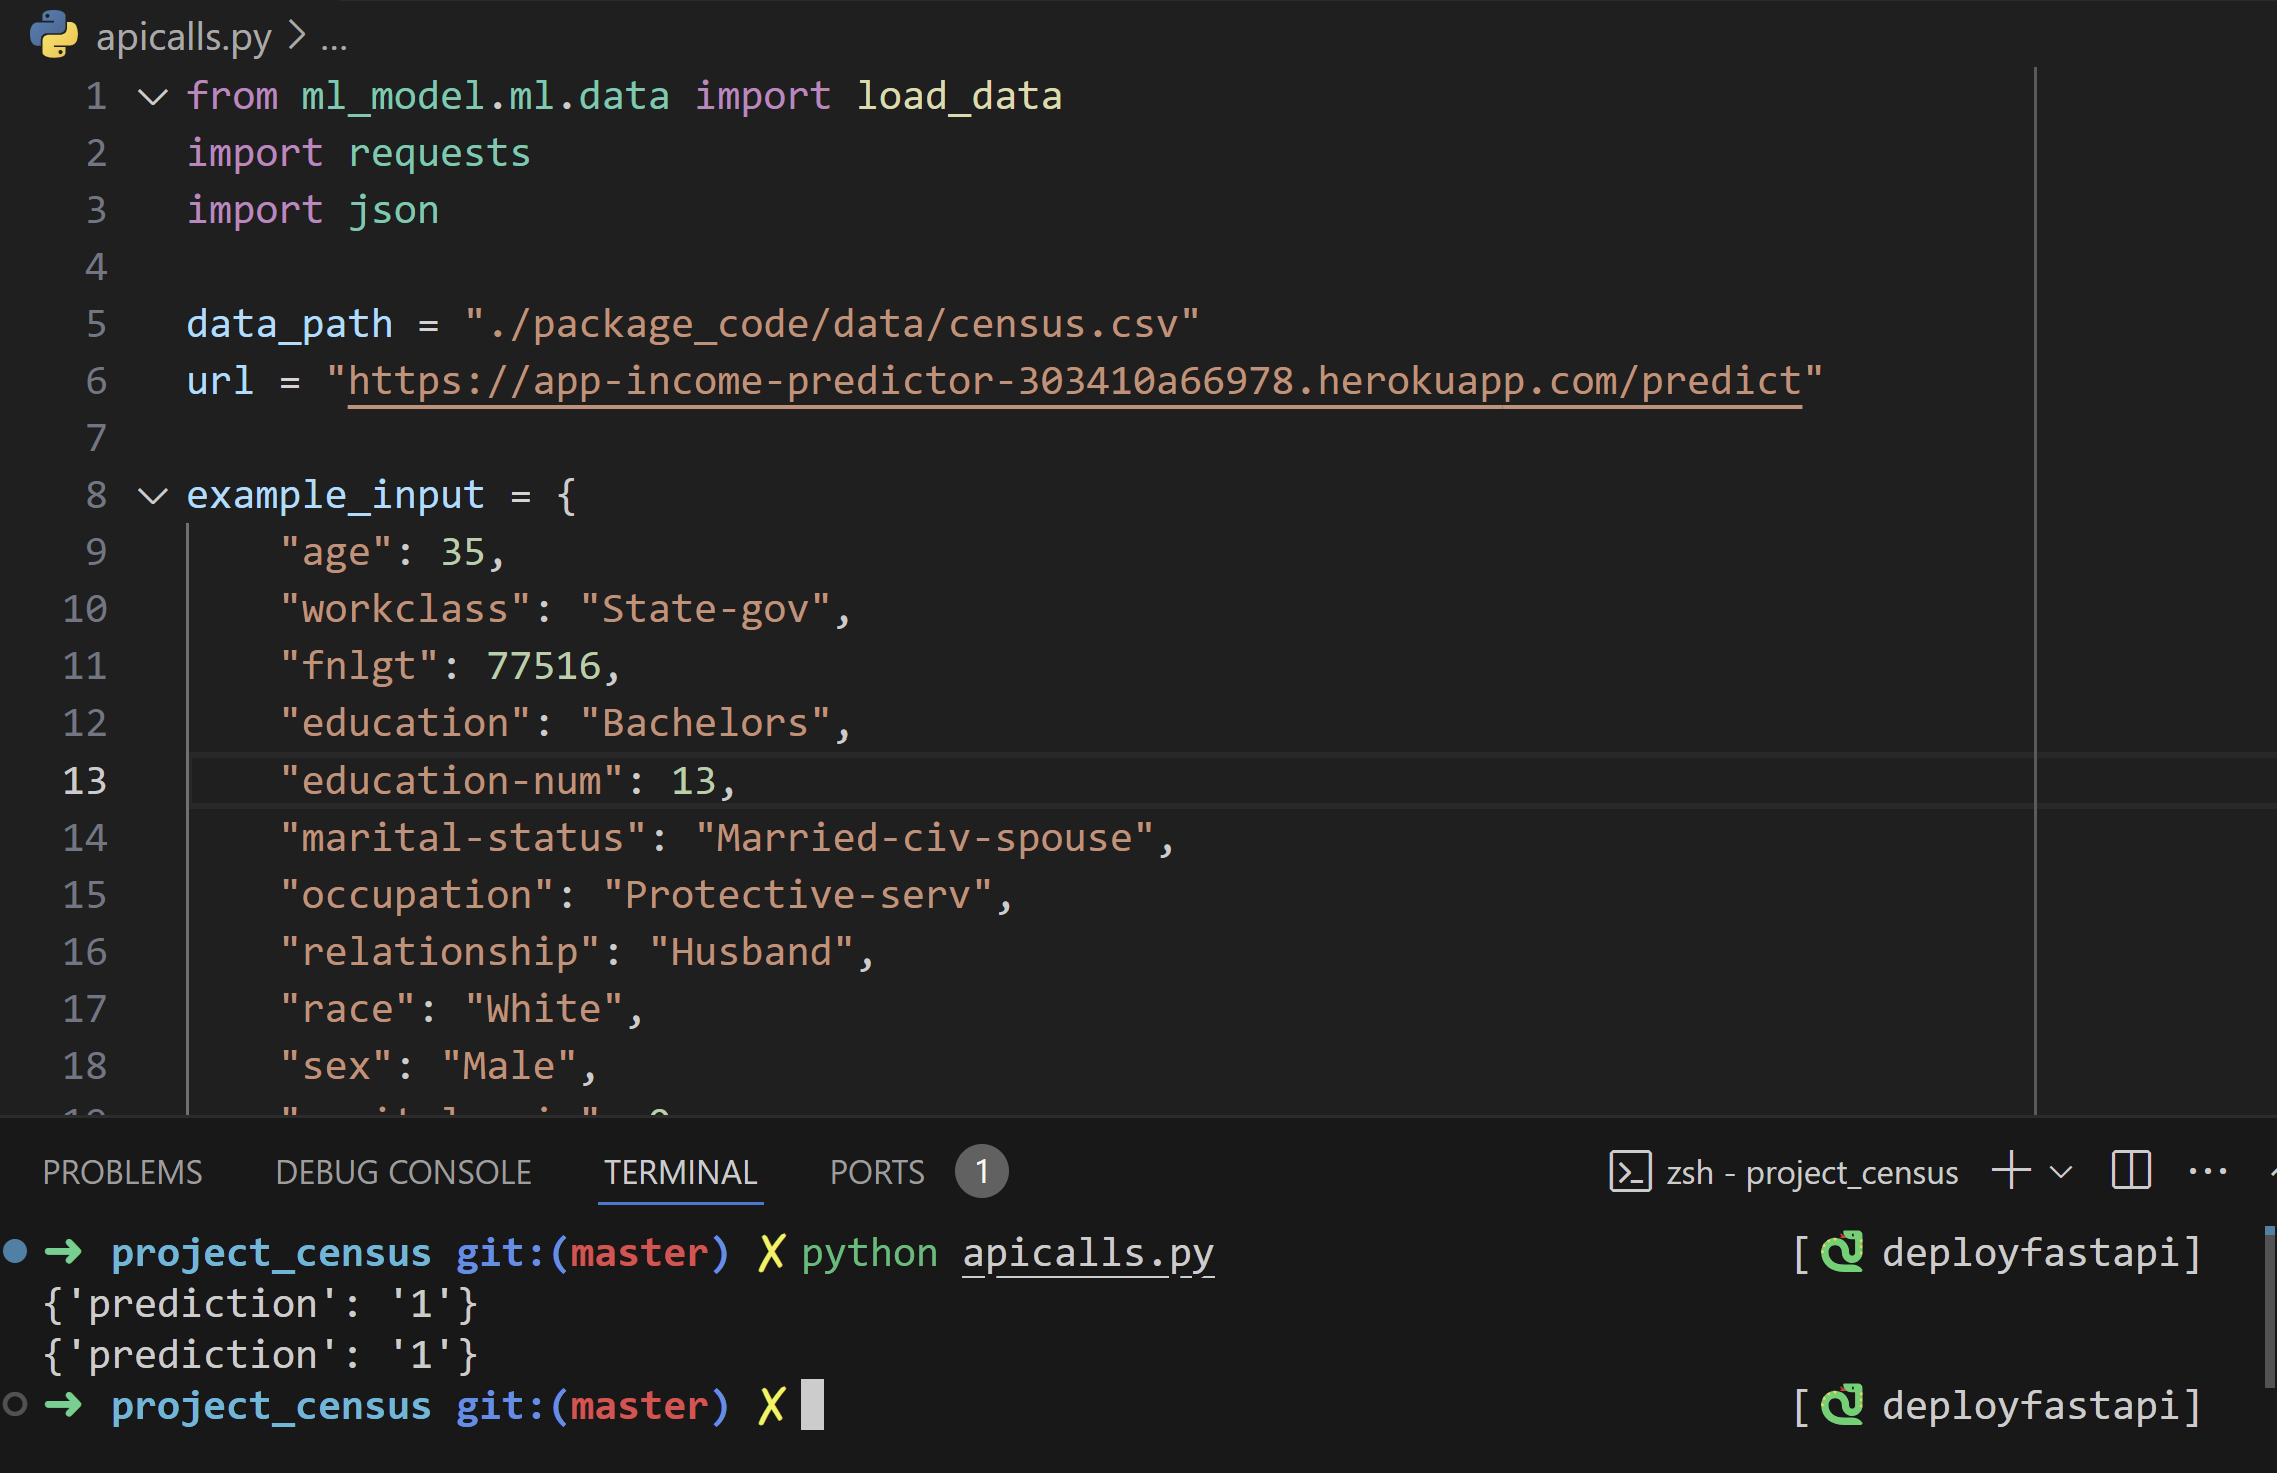 apicalls.py > ...
1 from ml_model.ml.data import load_data
2 import requests
3 import json
4
5 data_path = "./package_code/data/census.csv"
6 url = "https://app-income-predictor-303410a66978.herokuapp.com/predict"
7
8 example_input = {
9 "age": 35,
10 "workclass": "State-gov",
11 "fnlgt": 77516,
12 "education": "Bachelors",
13 "education-num": 13,
14 "marital-status": "Married-civ-spouse",
15 "occupation": "Protective-serv",
16 "relationship": "Husband",
17 "race": "White",
18 "sex": "Male",
PROBLEMS DEBUG CONSOLE TERMINAL PORTS 1 zsh - project_census
➜ project_census git:(master) ✗ python apicalls.py [🐍 deployfastapi]
{'prediction': '1'}
{'prediction': '1'}
➜ project_census git:(master) ✗ [🐍 deployfastapi]